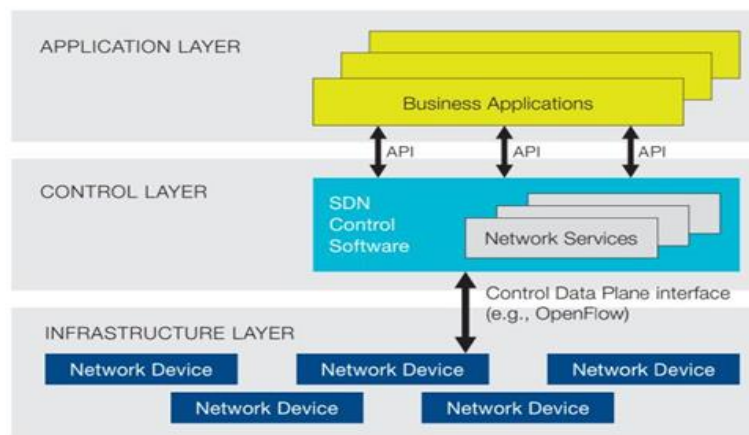 APPLICATION LAYER
Business Applications
API
API
API
CONTROL LAYER
SDN
Control
Software
Network Services
Control Data Plane interface
(e.g., OpenFlow)
INFRASTRUCTURE LAYER
Network Device
Network Device
Network Device
Network Device
Network Device